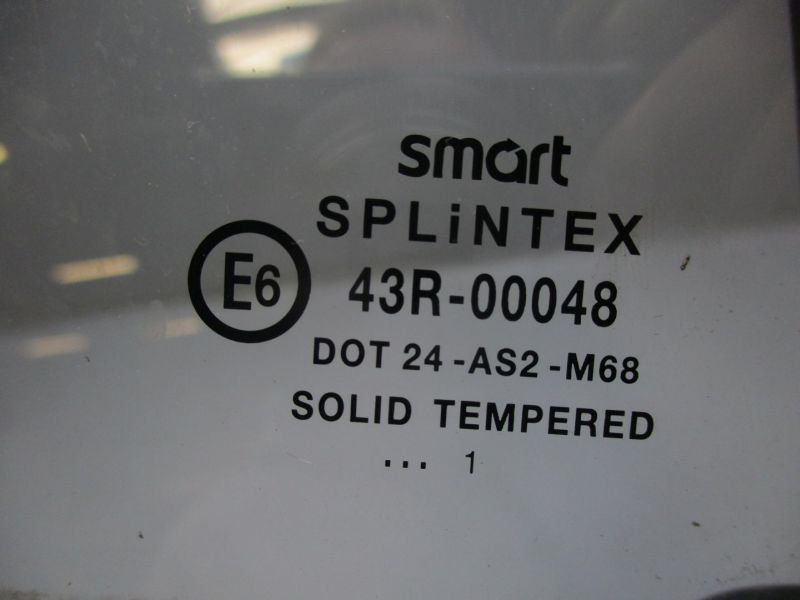 smart
SPLiNTEX
E6
43R-00048
DOT 24-AS2-M68
SOLID TEMPERED
... 1